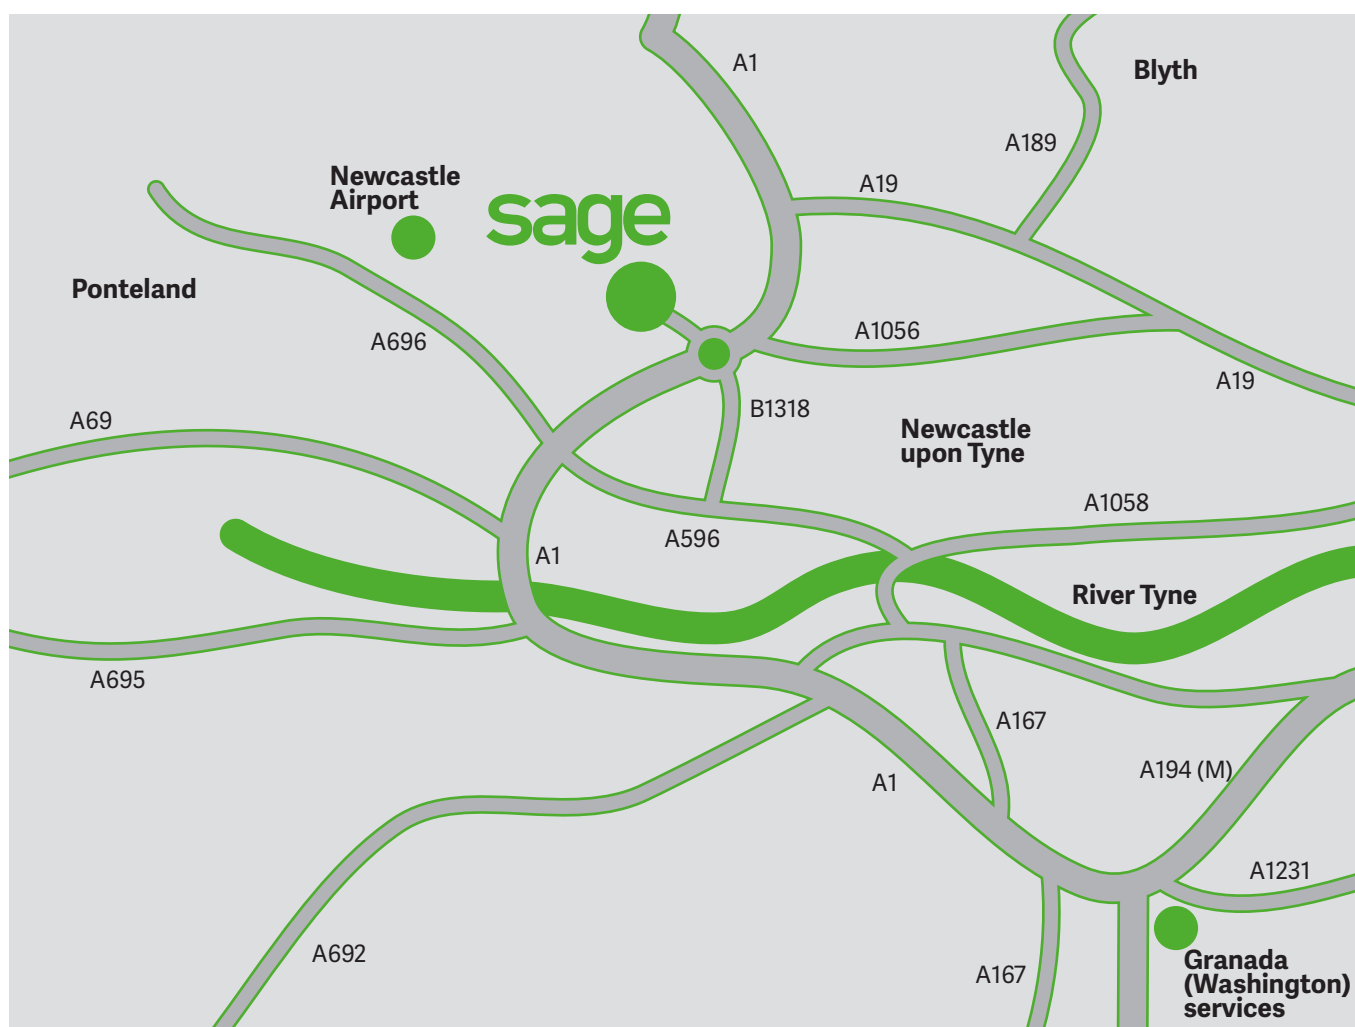 A1
Blyth
A189
Newcastle
Airport
A19
sage
Ponteland
A696
A1056
A19
B1318
A69
Newcastle
upon Tyne
A1058
A596
A1
River Tyne
A695
A167
A194 (M)
A1
A1231
A692
A167
Granada
(Washington)
services